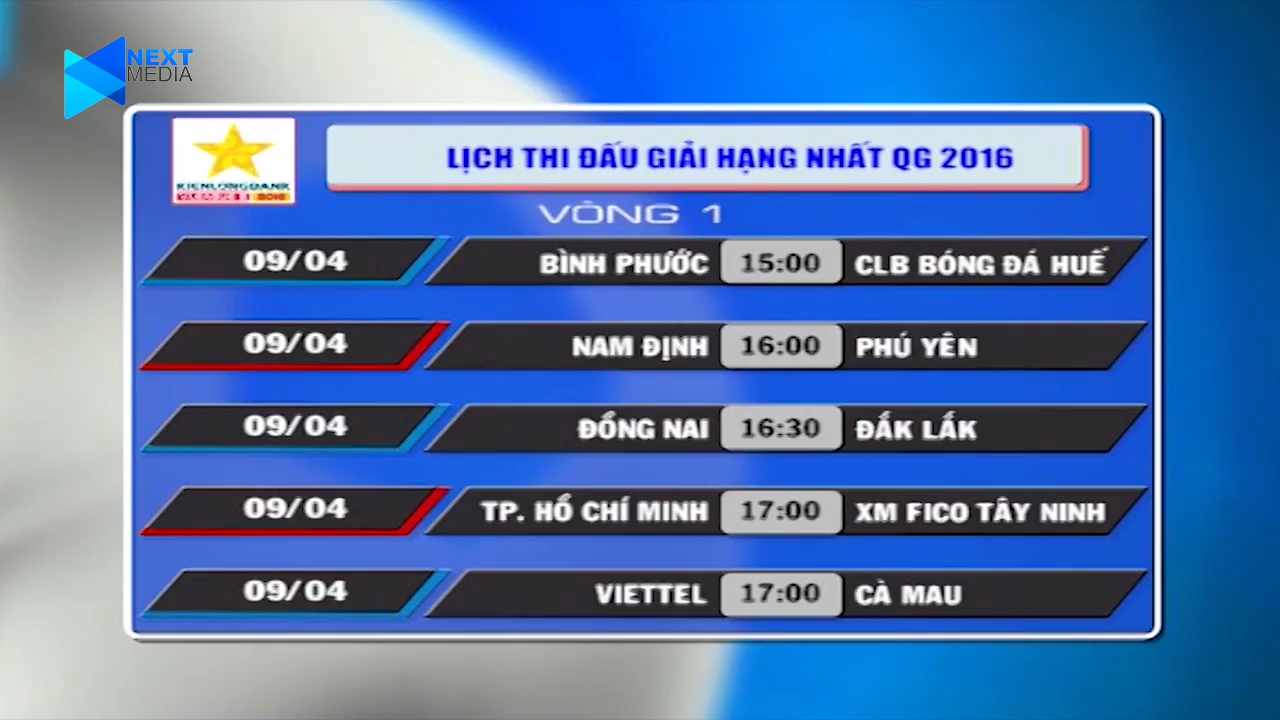 NEXT
MEDIA
KIENLONGBANK
LỊCH THI ĐẤU GIẢI HẠNG NHẤT QG 2016
VÒNG 1
09/04 BÌNH PHƯỚC 15:00 CLB BÓNG ĐÁ HUẾ
09/04 NAM ĐỊNH 16:00 PHÚ YÊN
09/04 ĐỒNG NAI 16:30 ĐẮK LẮK
09/04 TP. HỒ CHÍ MINH 17:00 XM FICO TÂY NINH
09/04 VIETTEL 17:00 CÀ MAU